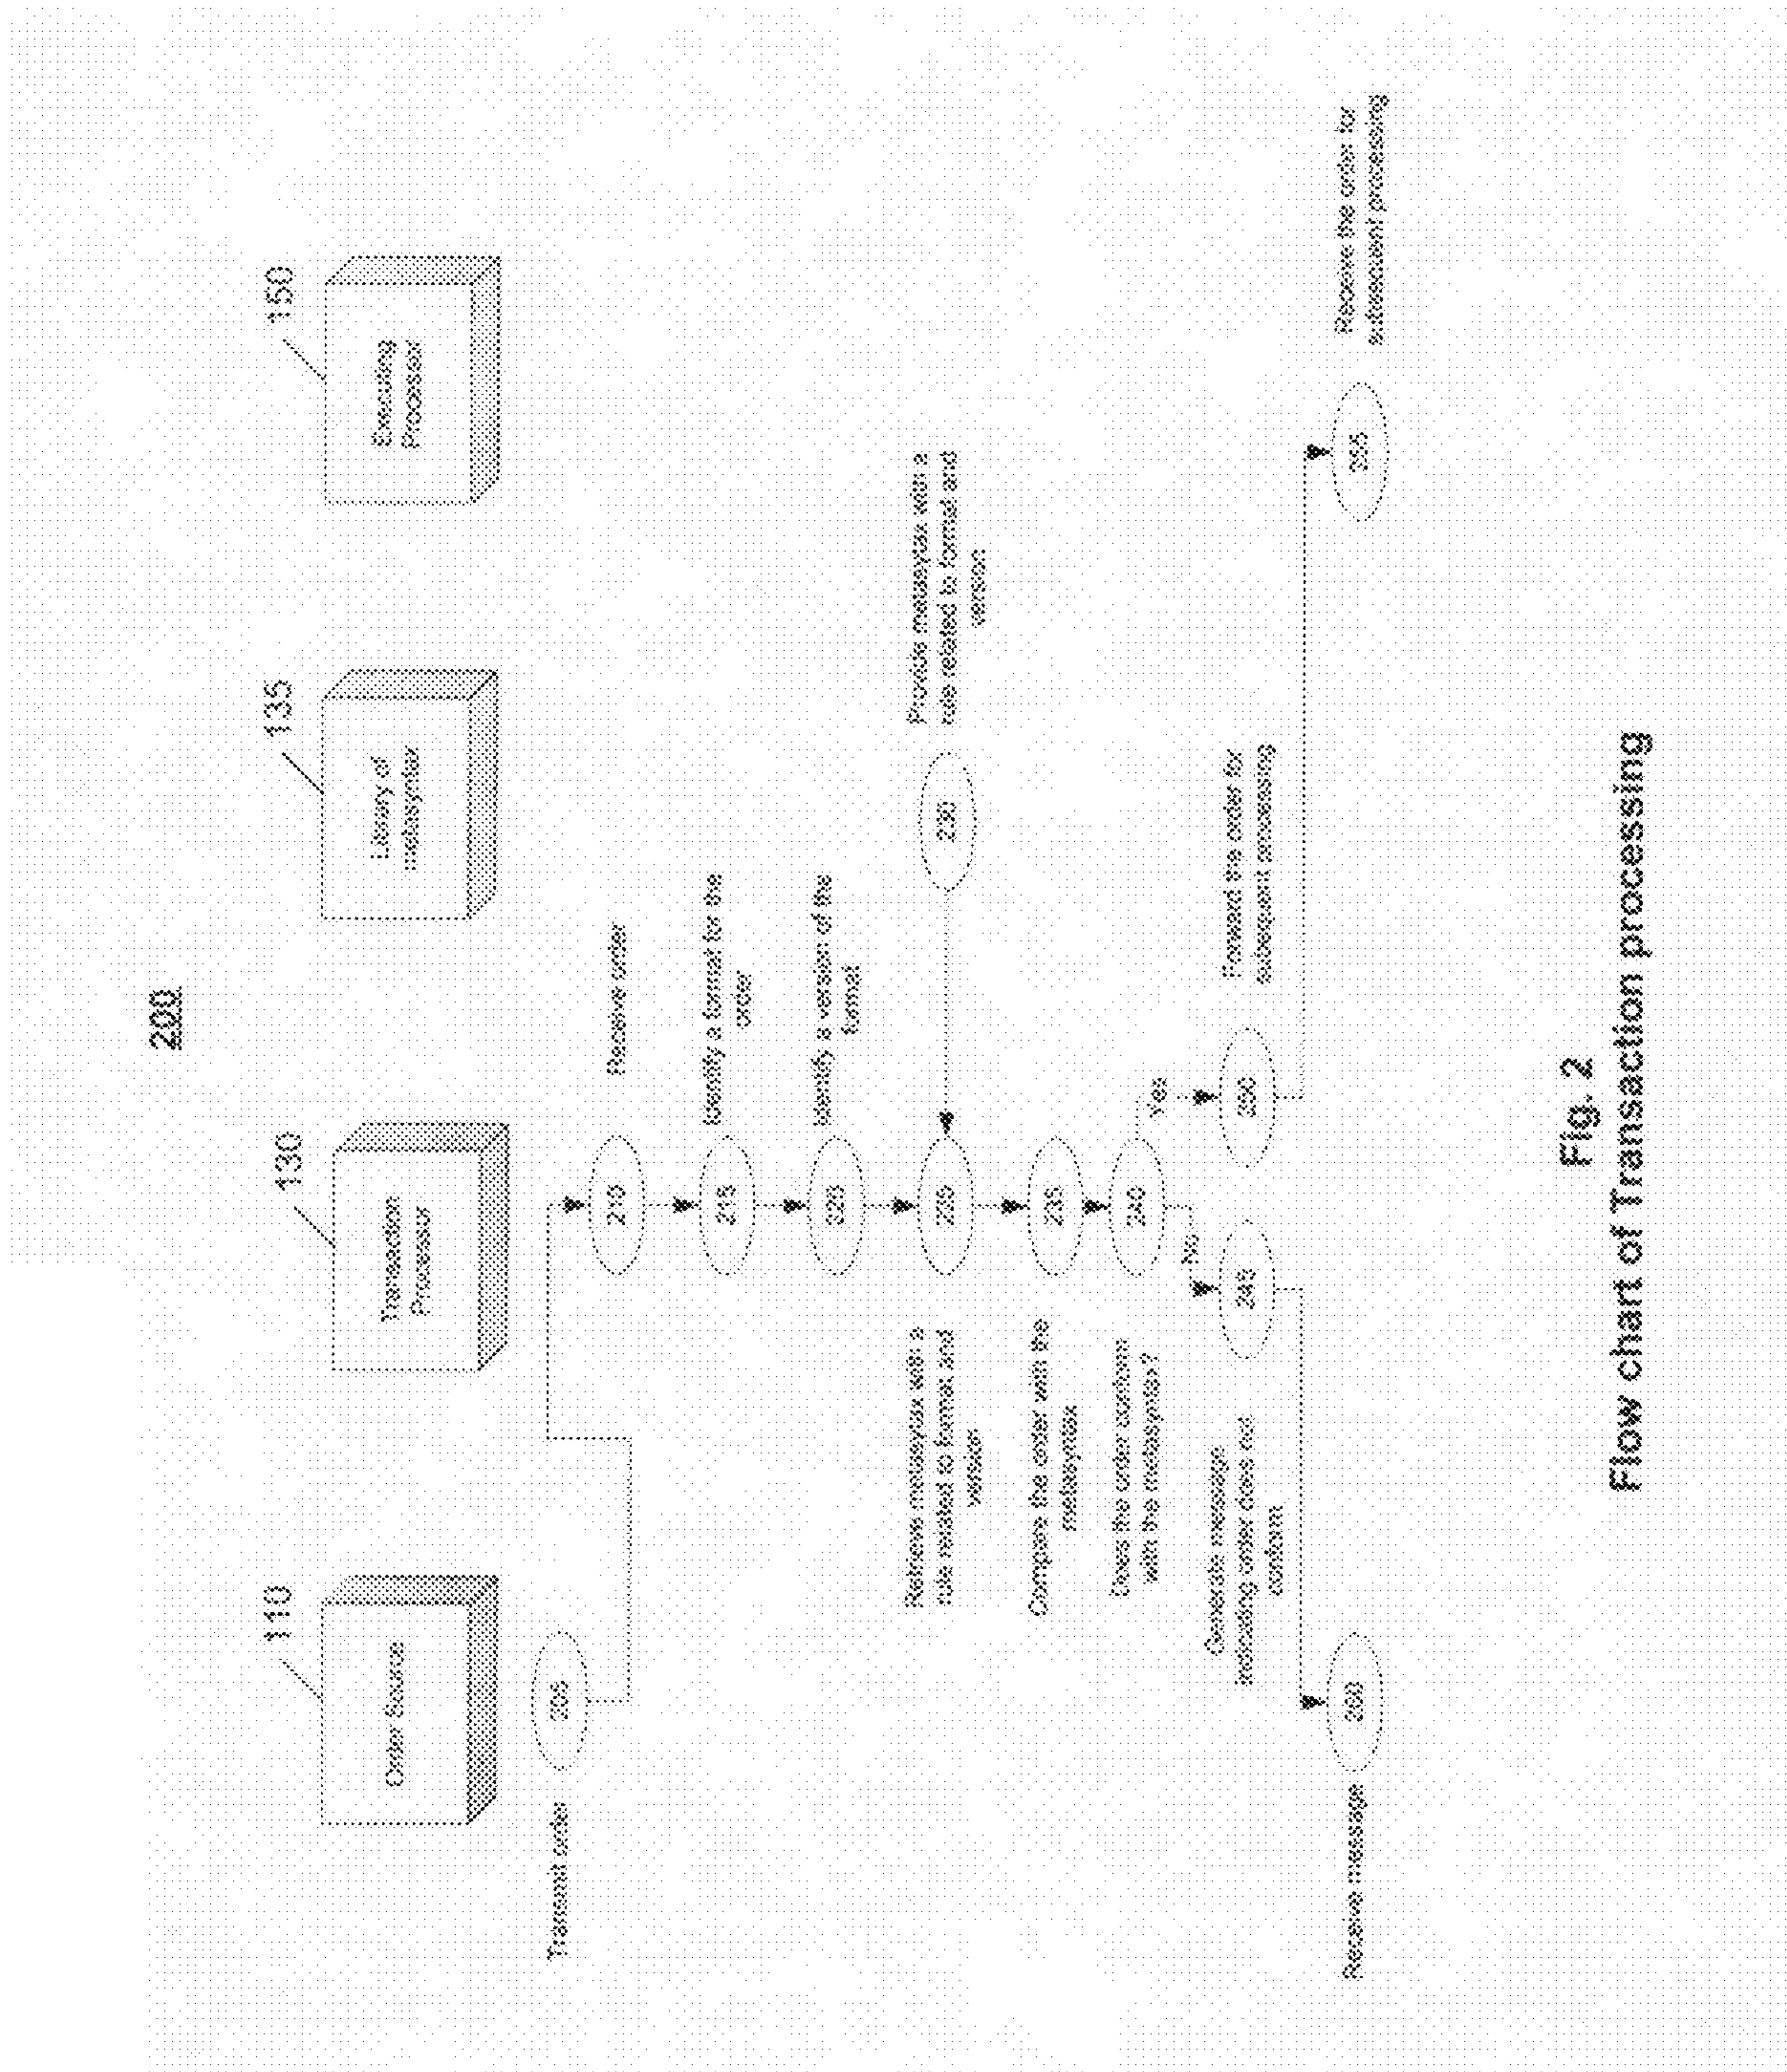 200
110
130
135
150
Order Source
Transaction
Processor
Library of
metasyntax
Executing
Processor
Transmit order
205
210
Receive order
215
Identify a format for the
order
220
Identify a version of the
format
Retrieve metasyntax with a
rule related to format and
version
225
230
Provide metasyntax with a
rule related to format and
version
Compare the order with the
metasyntax
235
Does the order conform
with the metasyntax?
240
Yes
No
Generate message
indicating order does not
conform
245
250
Forward the order for
subsequent processing
Receive message
260
255
Receive the order for
subsequent processing
Fig. 2
Flow chart of Transaction processing